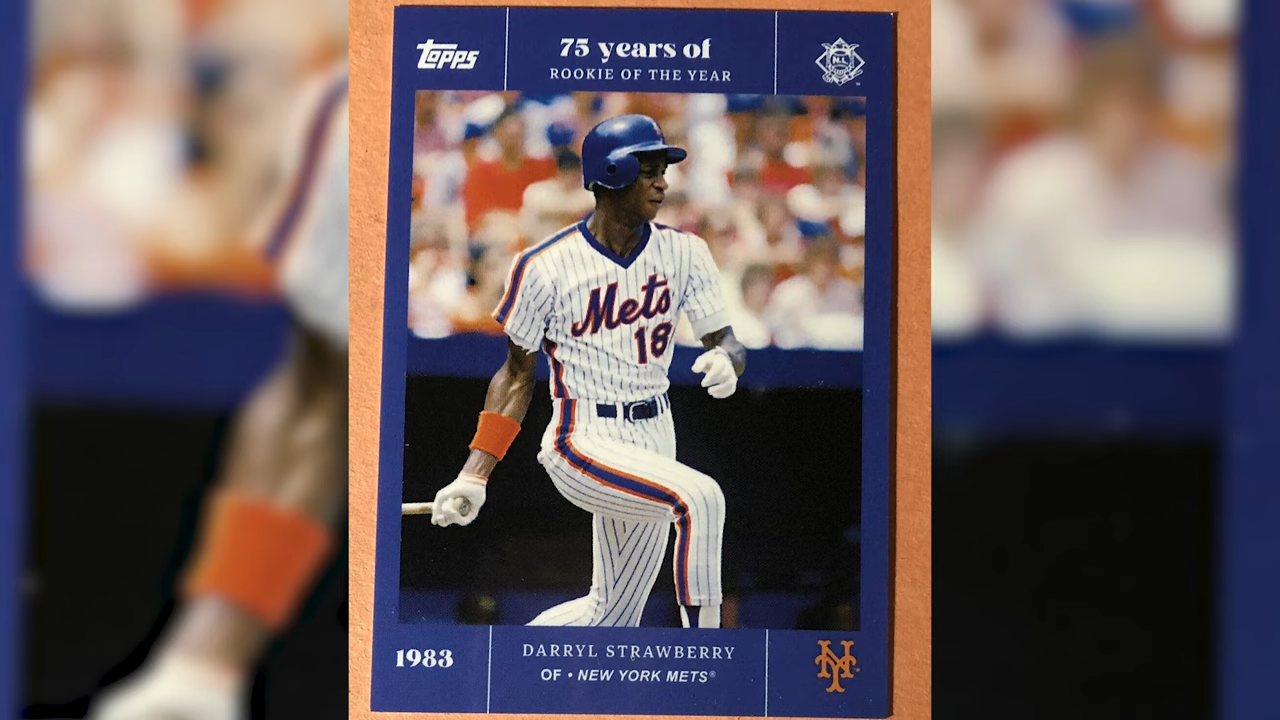 TOPPS
75 years of
ROOKIE OF THE YEAR
N.L.
Mets
18
1983
DARRYL STRAWBERRY
OF • NEW YORK METS®
NY